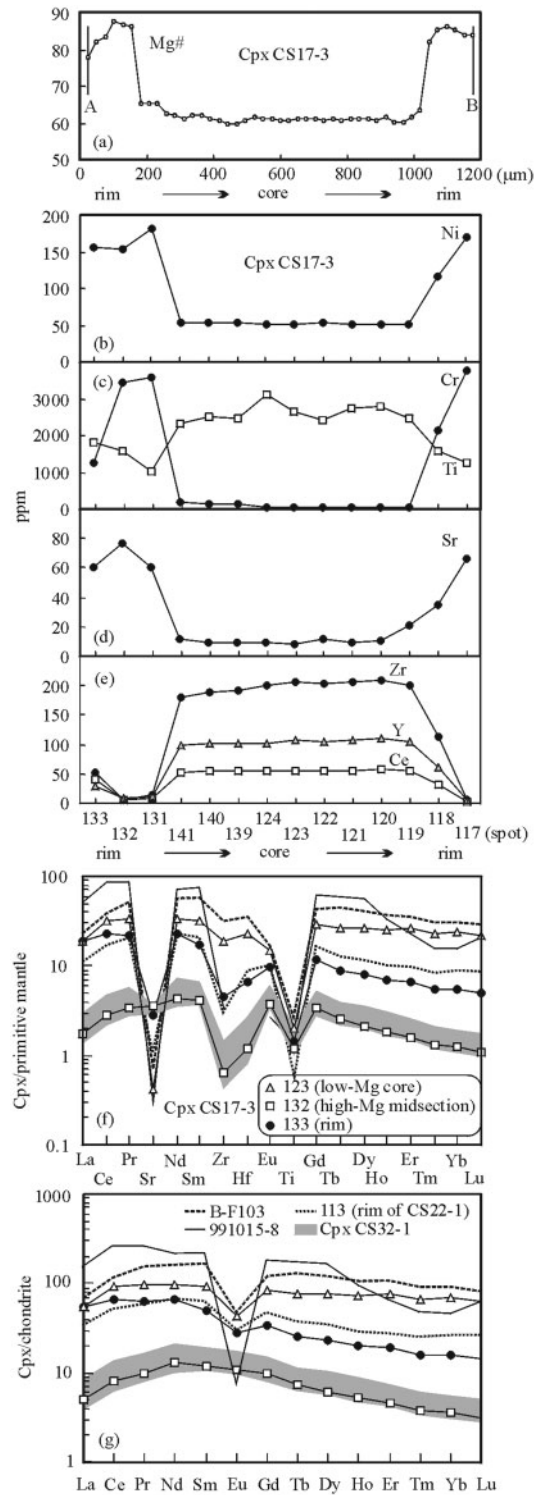 90
80
70
60
50
Mg#
Cpx CS17-3
A
B
(a)
0 200 400 600 800 1000 1200 (μm)
rim core rim
200
150
100
50
0
Cpx CS17-3
Ni
(b)
(c)
3000
2000
1000
0
Cr
Ti
ppm
80
60
40
20
0
Sr
(d)
(e)
200
150
100
50
0
Zr
Y
Ce
133 131 140 124 122 120 118
132 141 139 123 121 119 117 (spot)
rim core rim
100
10
1
0.1
Cpx/primitive mantle
(f)
Cpx CS17-3
123 (low-Mg core)
132 (high-Mg midsection)
133 (rim)
La Pr Nd Zr Eu Gd Dy Er Yb
Ce Sr Sm Hf Ti Tb Ho Tm Lu
1000
100
10
1
Cpx/chondrite
B-F103
113 (rim of CS22-1)
991015-8
Cpx CS32-1
(g)
La Ce Pr Nd Sm Eu Gd Tb Dy Ho Er Tm Yb Lu